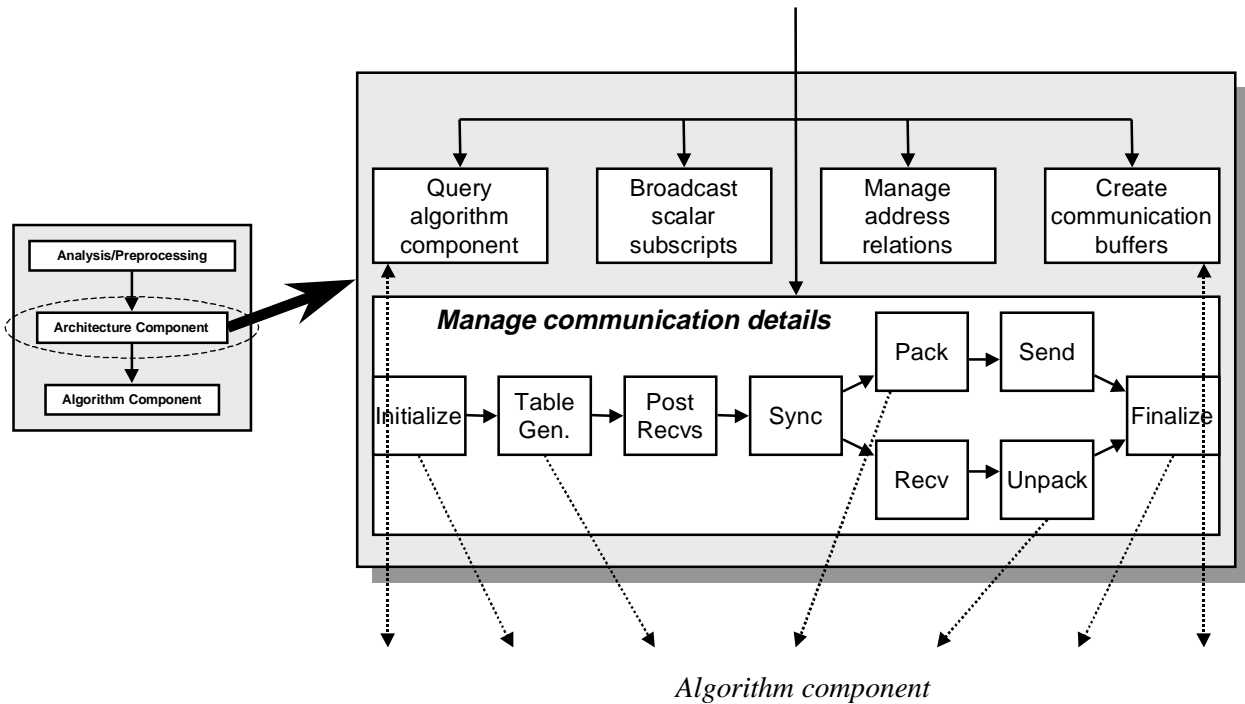 Query
algorithm
component
Broadcast
scalar
subscripts
Manage
address
relations
Create
communication
buffers
Analysis/Preprocessing
Architecture Component
Algorithm Component
Manage communication details
Initialize
Table
Gen.
Post
Recvs
Sync
Pack
Send
Recv
Unpack
Finalize
Algorithm component